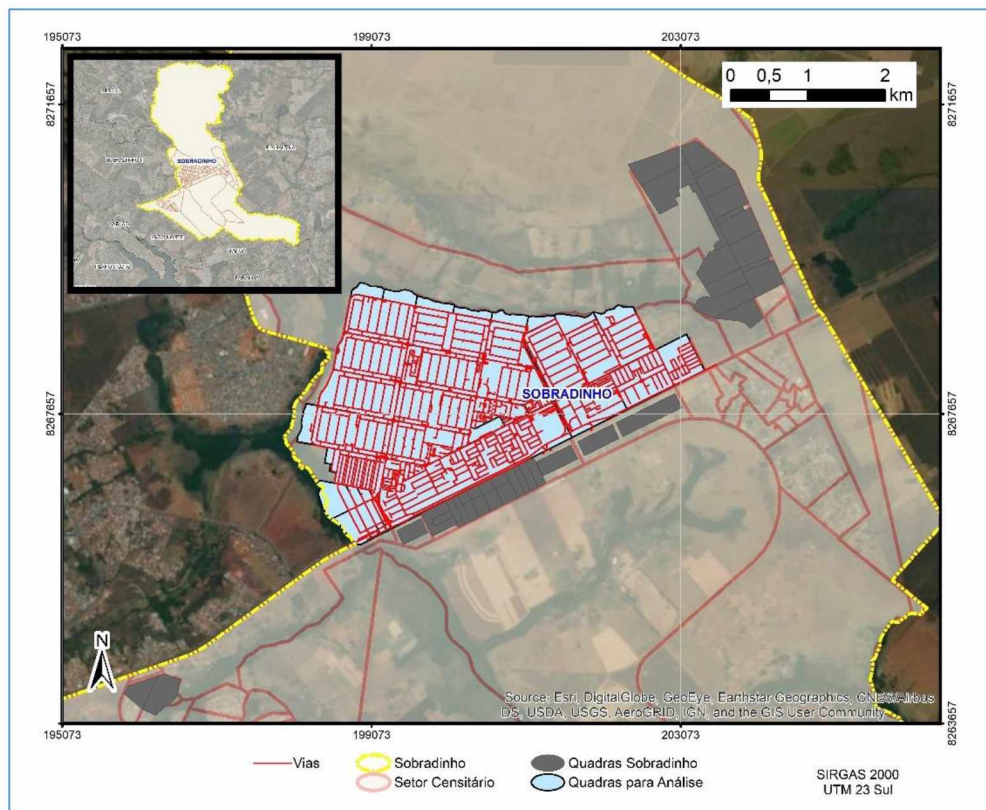 195073 199073 203073
0 0,5 1 2
km
8271657 8271657
SOBRADINHO
SOBRADINHO
8267657 8267657
N
Source: Esri, DigitalGlobe, GeoEye, Earthstar Geographics, CNES/Airbus
DS, USDA, USGS, AeroGRID, IGN, and the GIS User Community
8263657
195073 199073 203073
Vias Sobradinho Quadras Sobradinho
Setor Censitário Quadras para Análise
SIRGAS 2000
UTM 23 Sul